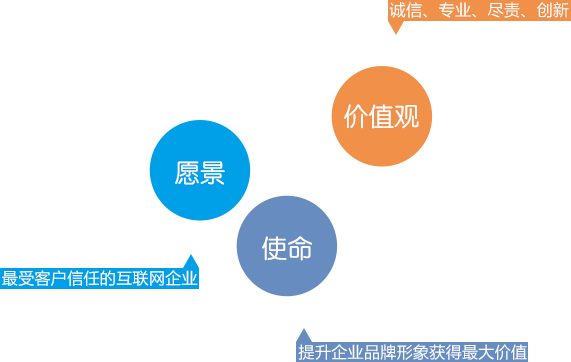 诚信、专业、尽责、创新
价值观
愿景
使命
最受客户信任的互联网企业
提升企业品牌形象获得最大价值